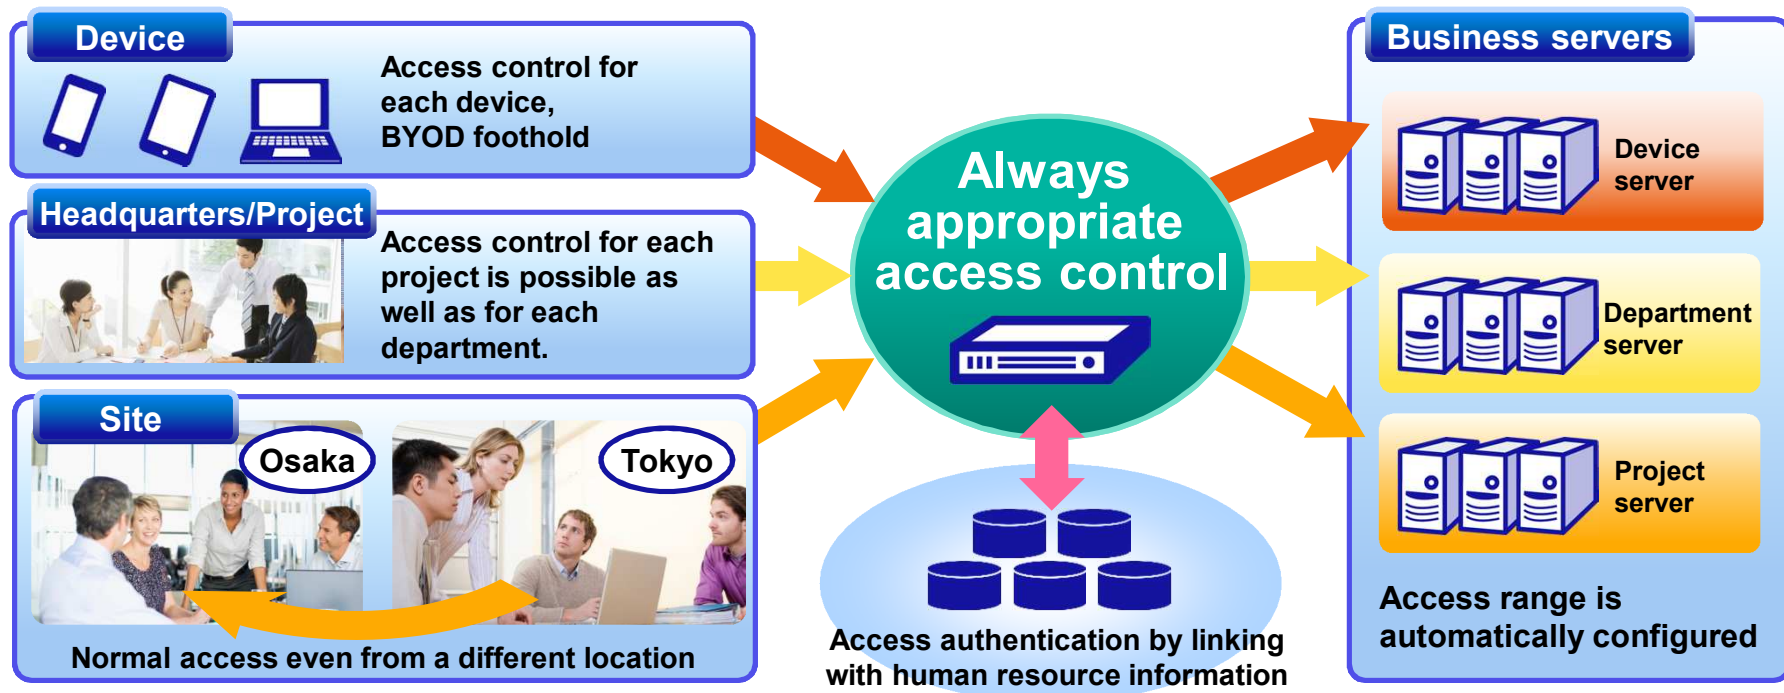 Device
Access control for
each device,
BYOD foothold
Headquarters/Project
Access control for each
project is possible as
well as for each
department.
Site
Osaka
Tokyo
Normal access even from a different location
Always
appropriate
access control
Access authentication by linking
with human resource information
Business servers
Device
server
Department
server
Project
server
Access range is
automatically configured